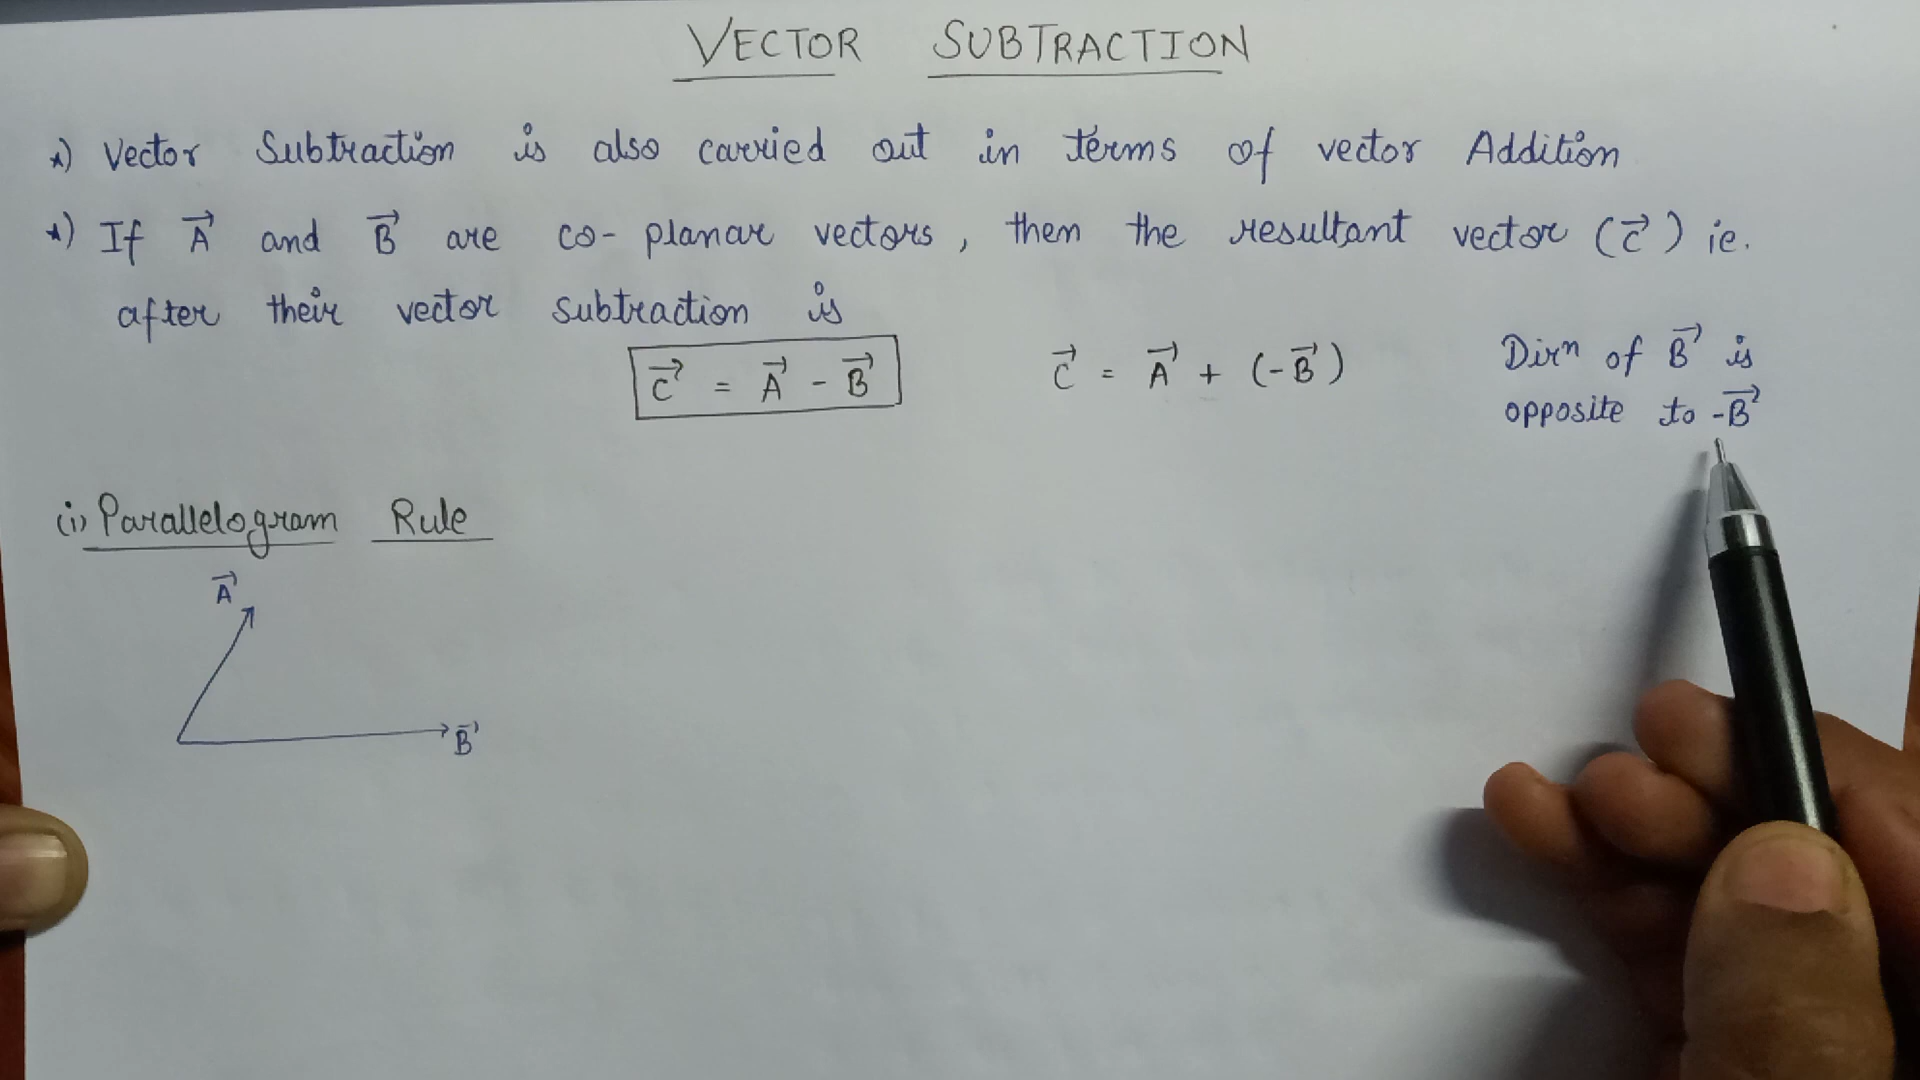 VECTOR SUBTRACTION
*) Vector Subtraction is also carried out in terms of vector Addition
*) If A⃗ and B⃗ are co-planar vectors, then the resultant vector (C⃗) ie.
after their vector subtraction is
C⃗ = A⃗ - B⃗
C⃗ = A⃗ + (-B⃗)
Dirn of B⃗ is
opposite to -B⃗
(i) Parallelogram Rule
A⃗
B⃗